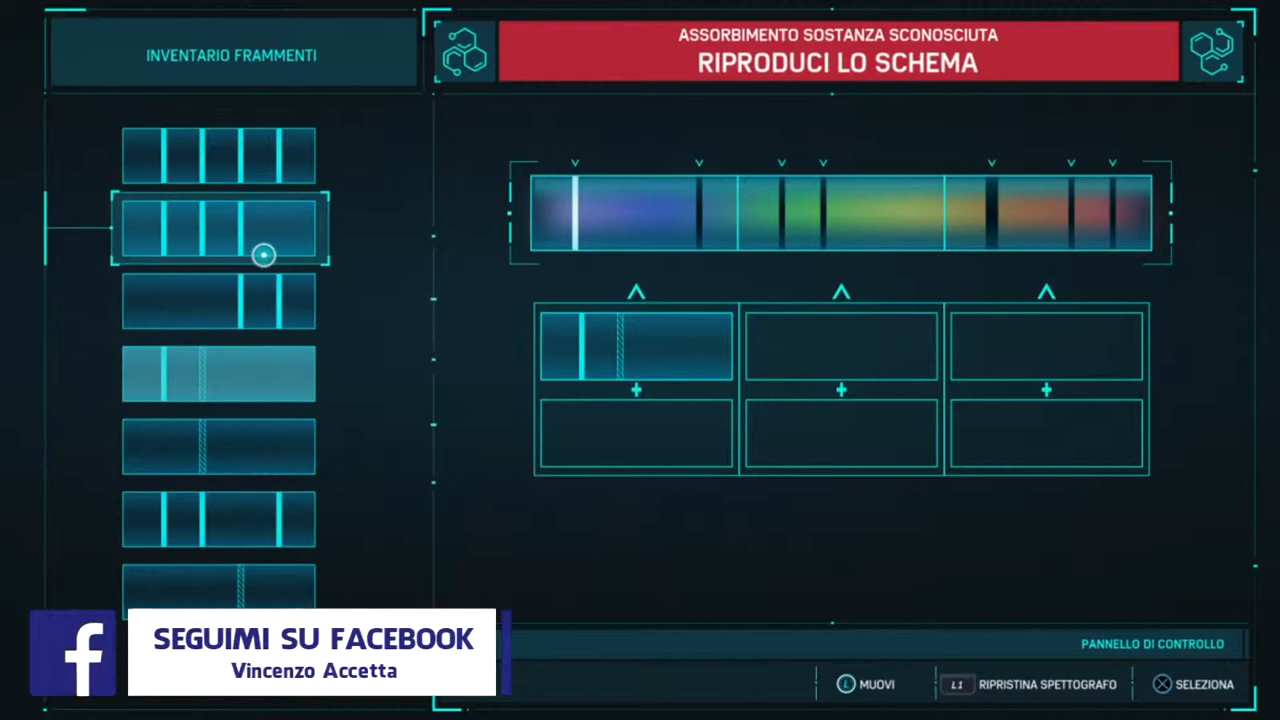 INVENTARIO FRAMMENTI
ASSORBIMENTO SOSTANZA SCONOSCIUTA
RIPRODUCI LO SCHEMA
SEGUIMI SU FACEBOOK
Vincenzo Accetta
PANNELLO DI CONTROLLO
L MUOVI
L1 RIPRISTINA SPETTOGRAFO
SELEZIONA